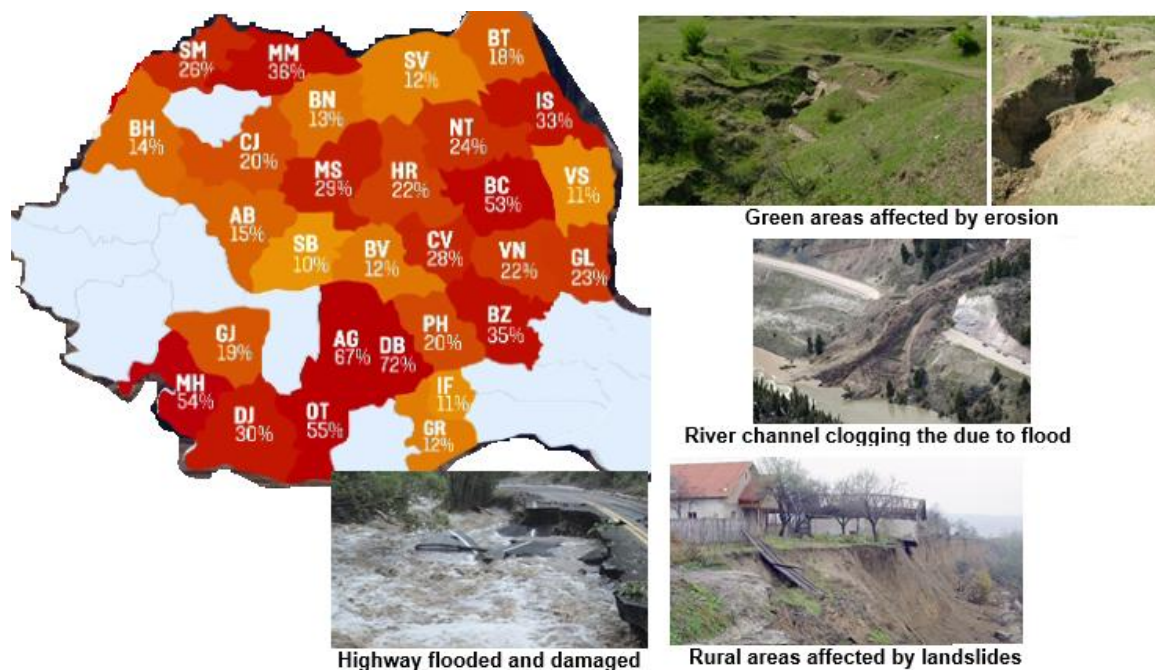 SM
26%
MM
36%
SV
12%
BT
18%
BH
14%
BN
13%
CJ
20%
NT
24%
IS
33%
MS
29%
HR
22%
BC
53%
VS
11%
AB
15%
SB
10%
BV
12%
CV
28%
VN
22%
GL
23%
GJ
19%
AG
67%
DB
72%
PH
20%
BZ
35%
MH
54%
DJ
30%
OT
55%
IF
11%
GR
12%
Green areas affected by erosion
River channel clogging the due to flood
Highway flooded and damaged
Rural areas affected by landslides